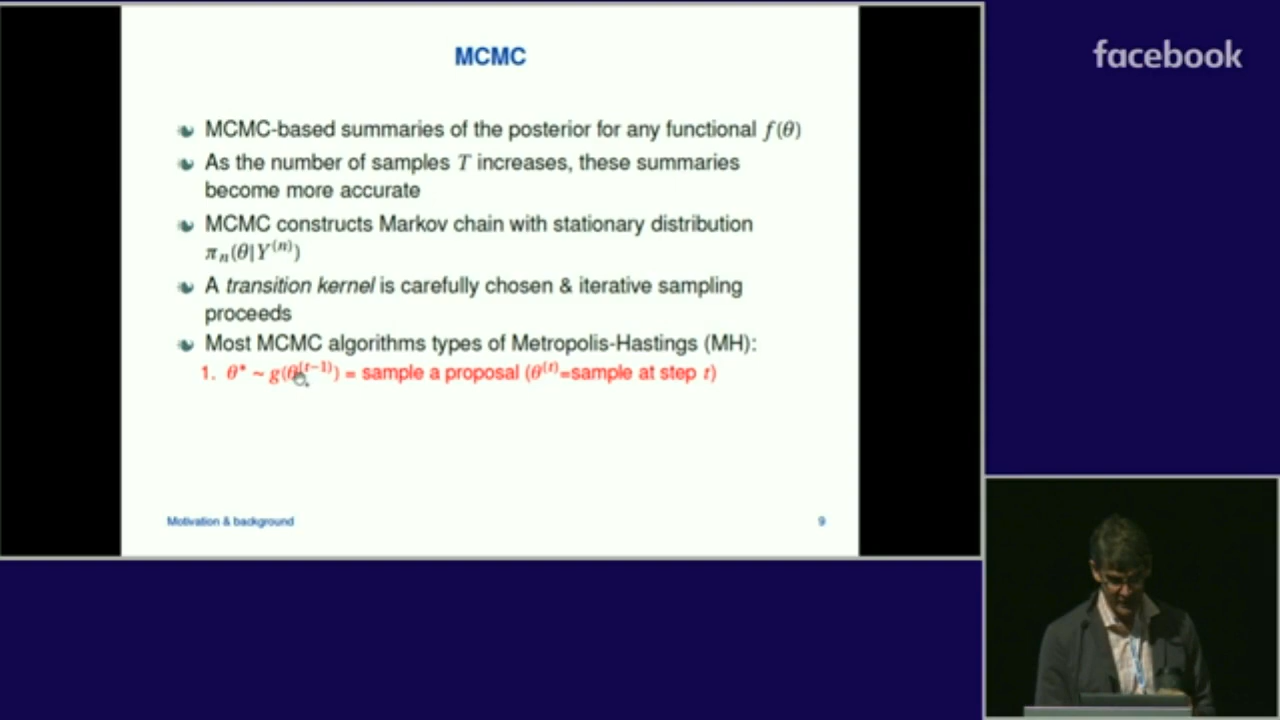 MCMC
facebook
MCMC-based summaries of the posterior for any functional f(θ)
As the number of samples T increases, these summaries
become more accurate
MCMC constructs Markov chain with stationary distribution
πₙ(θ|Y⁽ⁿ⁾)
A transition kernel is carefully chosen & iterative sampling
proceeds
Most MCMC algorithms types of Metropolis-Hastings (MH):
1. θ* ~ g(θ⁽ᵗ⁻¹⁾) = sample a proposal (θ⁽ᵗ⁾=sample at step t)
Motivation & background
9